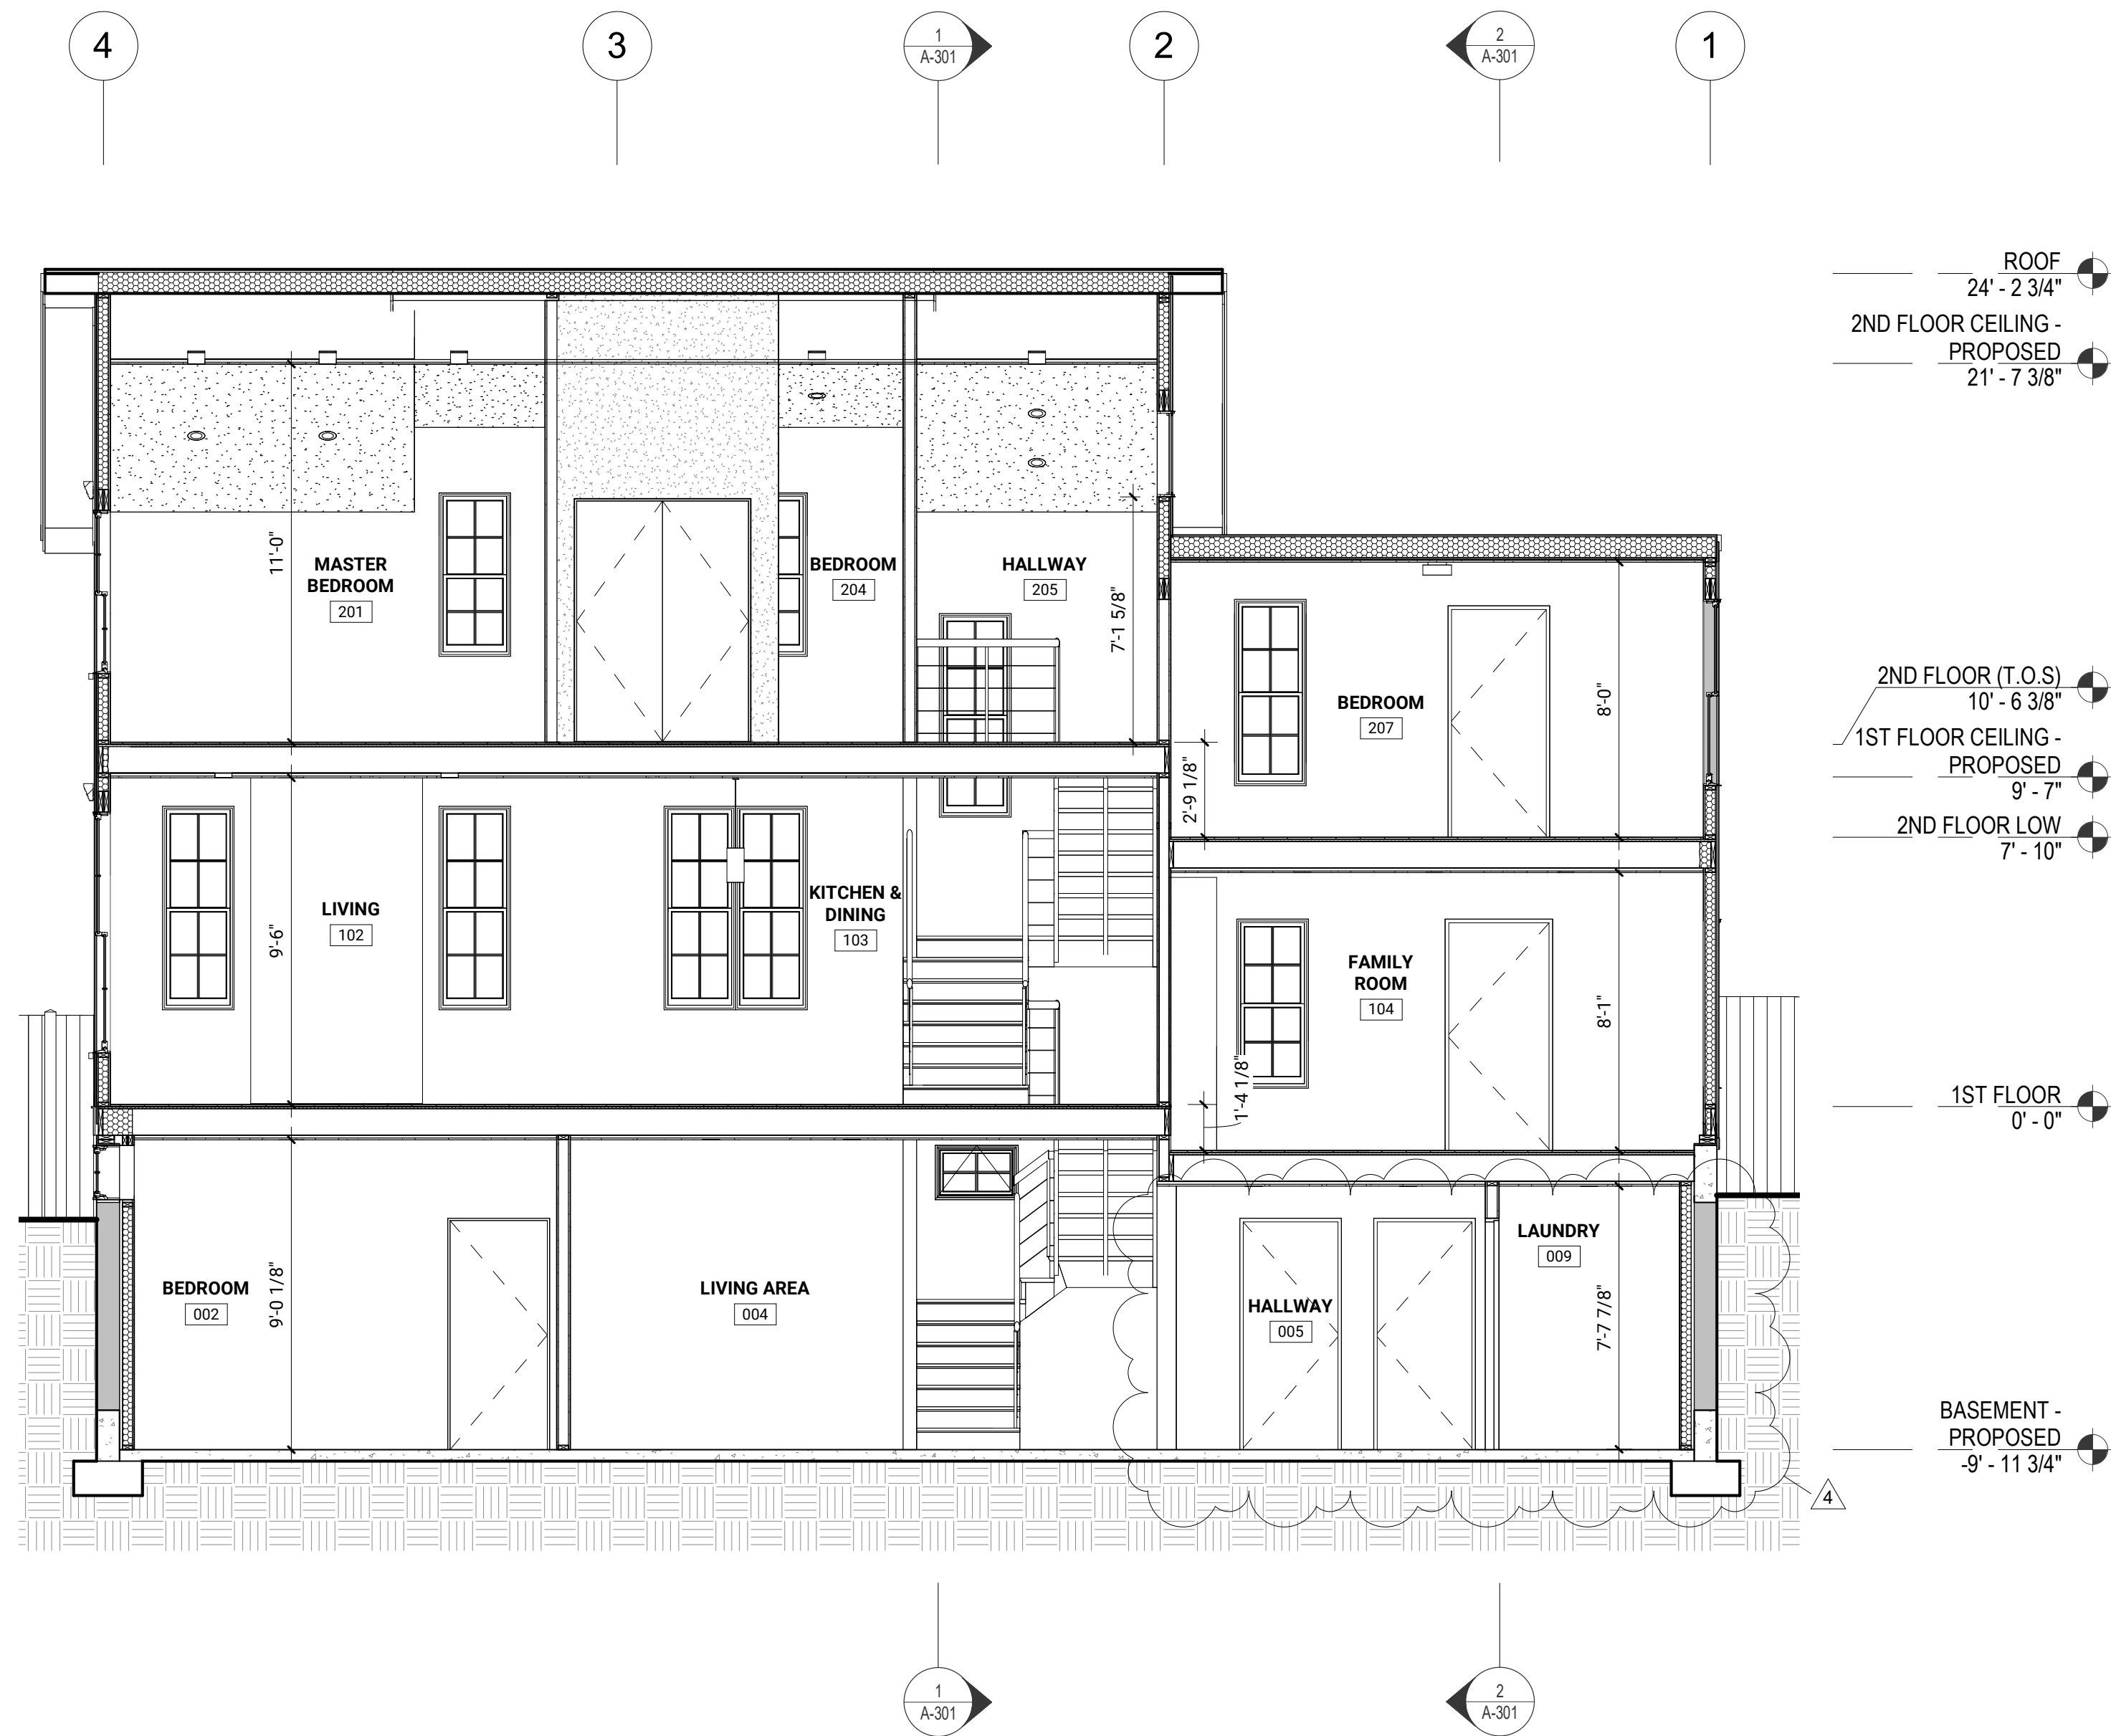 4
3
1
A-301
2
2
A-301
1
ROOF
24' - 2 3/4"
2ND FLOOR CEILING -
PROPOSED
21' - 7 3/8"
11'-0"
MASTER
BEDROOM
201
BEDROOM
204
HALLWAY
205
7'-1 5/8"
BEDROOM
207
8'-0"
2ND FLOOR (T.O.S)
10' - 6 3/8"
1ST FLOOR CEILING -
PROPOSED
9' - 7"
2ND FLOOR LOW
7' - 10"
2'-9 1/8"
9'-6"
LIVING
102
KITCHEN &
DINING
103
FAMILY
ROOM
104
8'-1"
1'-4 1/8"
1ST FLOOR
0' - 0"
BEDROOM
002
9'-0 1/8"
LIVING AREA
004
HALLWAY
005
LAUNDRY
009
7'-7 7/8"
BASEMENT -
PROPOSED
-9' - 11 3/4"
4
1
A-301
2
A-301